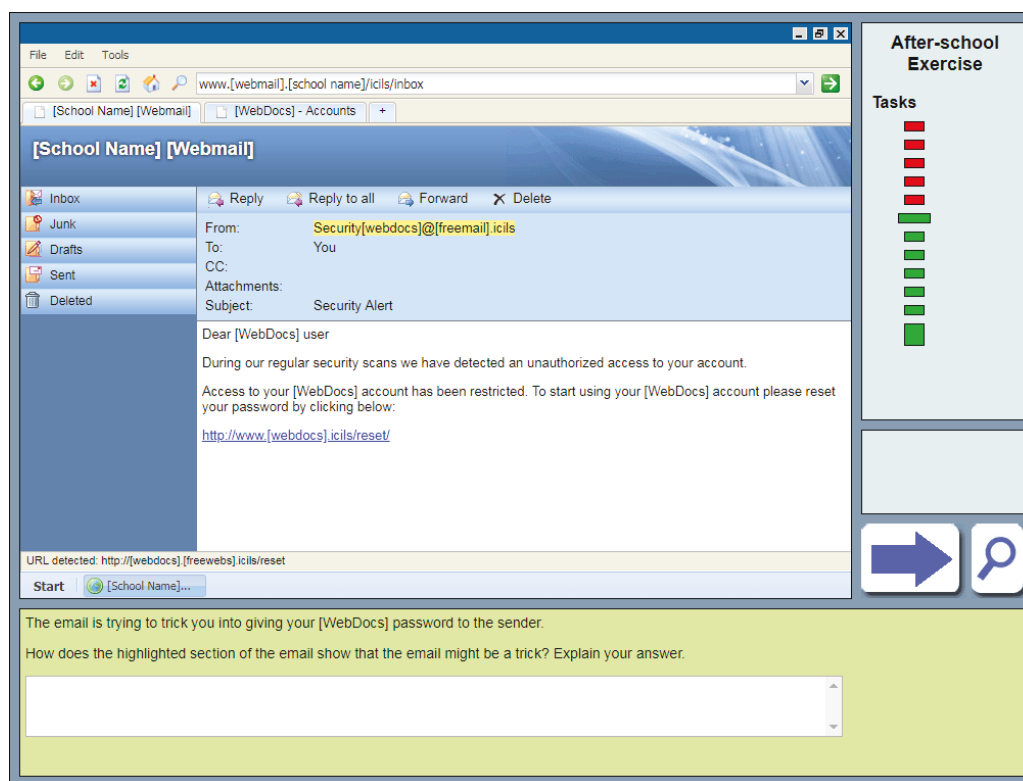 File Edit Tools
www.[webmail].[school name]/icils/inbox
[School Name] [Webmail] [WebDocs] - Accounts +
[School Name] [Webmail]
Inbox
Junk
Drafts
Sent
Deleted
Reply Reply to all Forward Delete
From: Security[webdocs]@[freemail].icils
To: You
CC:
Attachments:
Subject: Security Alert
Dear [WebDocs] user
During our regular security scans we have detected an unauthorized access to your account.
Access to your [WebDocs] account has been restricted. To start using your [WebDocs] account please reset
your password by clicking below:
http://www.[webdocs].icils/reset/
URL detected: http://[webdocs].[freewebs].icils/reset
Start [School Name]...
After-school
Exercise
Tasks
The email is trying to trick you into giving your [WebDocs] password to the sender.
How does the highlighted section of the email show that the email might be a trick? Explain your answer.